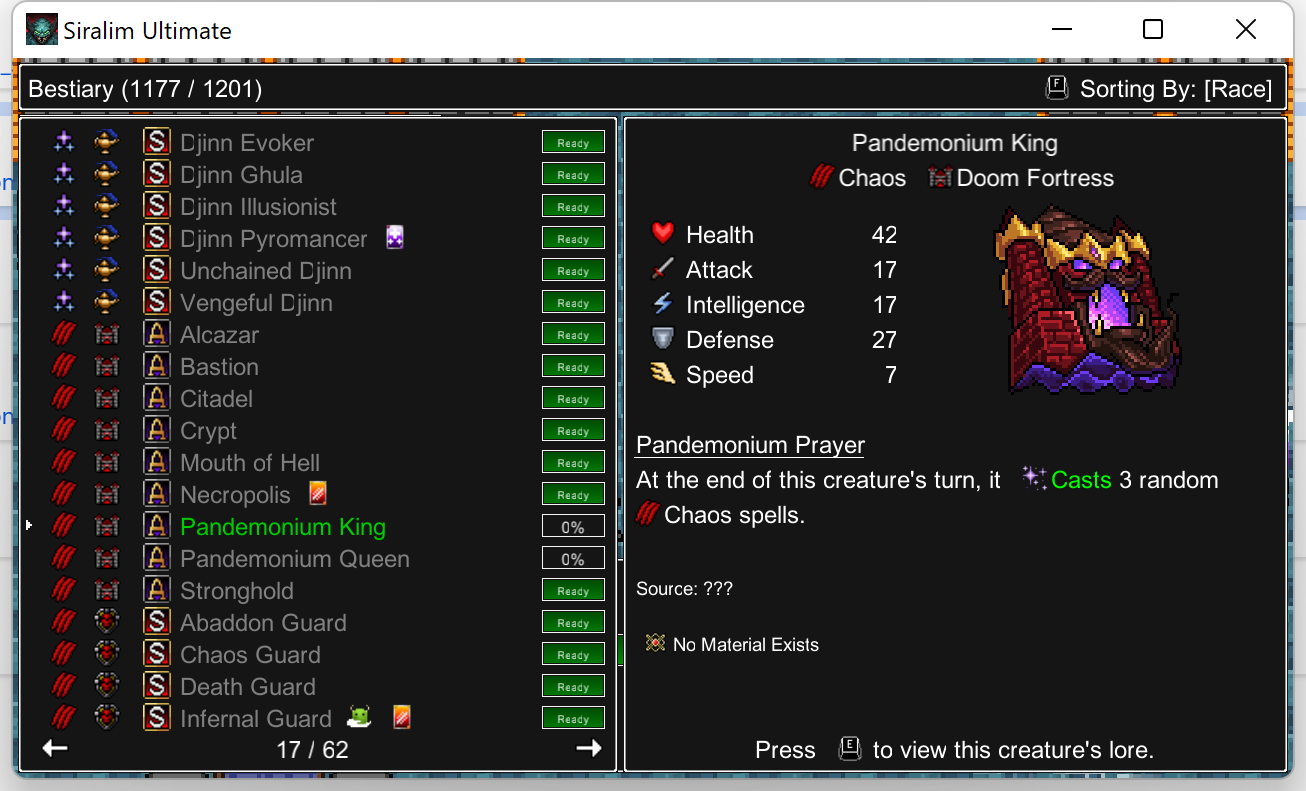 Siralim Ultimate
Bestiary (1177 / 1201)
F
Sorting By: [Race]
S Djinn Evoker Ready
S Djinn Ghula Ready
S Djinn Illusionist Ready
S Djinn Pyromancer Ready
S Unchained Djinn Ready
S Vengeful Djinn Ready
A Alcazar Ready
A Bastion Ready
A Citadel Ready
A Crypt Ready
A Mouth of Hell Ready
A Necropolis Ready
A Pandemonium King 0%
A Pandemonium Queen 0%
A Stronghold Ready
S Abaddon Guard Ready
S Chaos Guard Ready
S Death Guard Ready
S Infernal Guard Ready
17 / 62
Pandemonium King
Chaos Doom Fortress
Health 42
Attack 17
Intelligence 17
Defense 27
Speed 7
Pandemonium Prayer
At the end of this creature's turn, it Casts 3 random
Chaos spells.
Source: ???
No Material Exists
Press E to view this creature's lore.